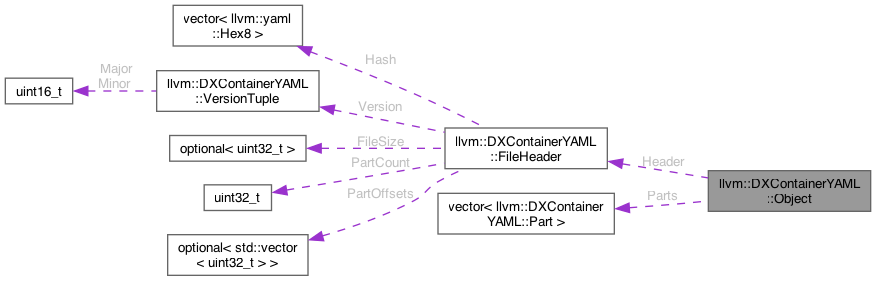 vector< llvm::yaml
::Hex8 >
Hash
Major
Minor
uint16_t
llvm::DXContainerYAML
::VersionTuple
Version
optional< uint32_t >
FileSize
llvm::DXContainerYAML
::FileHeader
Header
PartCount
uint32_t
PartOffsets
vector< llvm::DXContainer
YAML::Part >
Parts
llvm::DXContainerYAML
::Object
optional< std::vector
< uint32_t > >